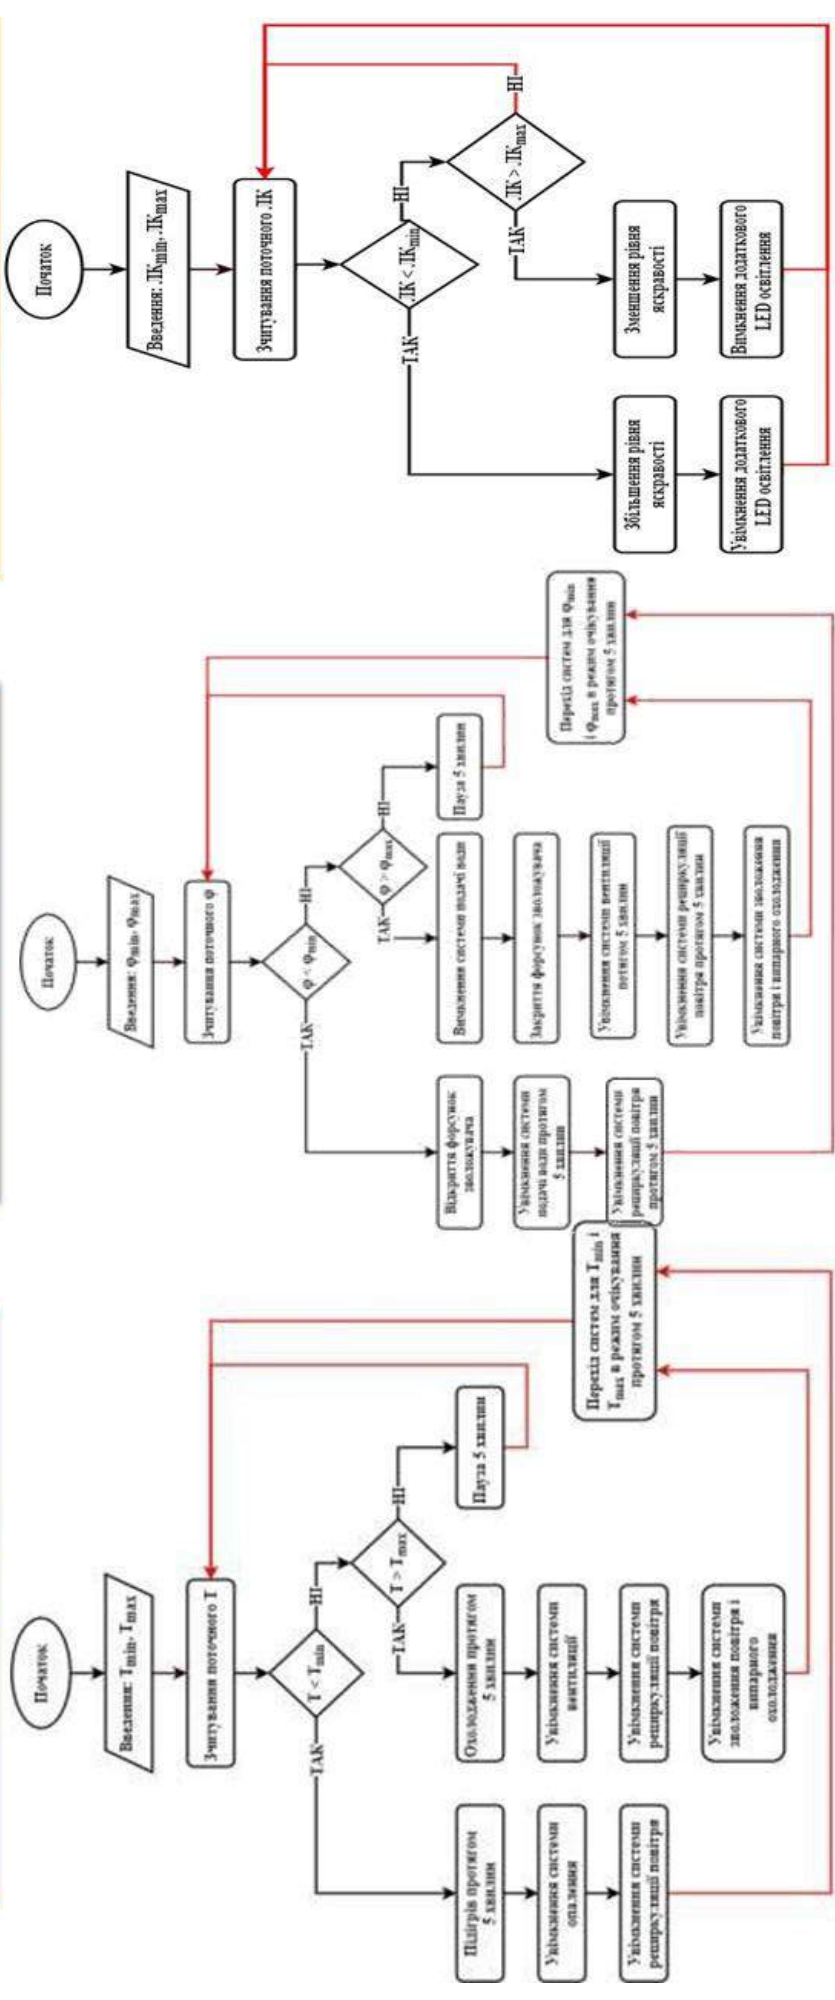 Початок
Введення: Tmin, Tmax
Зчитування поточного T
T < Tmin
ТАК
НІ
T > Tmax
ТАК
НІ
Підігрів протягом
5 хвилин
Увімкнення системи
опалення
Увімкнення системи
рециркуляції повітря
Охолодження протягом
5 хвилин
Увімкнення системи
вентиляції
Увімкнення системи
рециркуляції повітря
Увімкнення системи
зволоження повітря і
випарного
охолодження
Пауза 5 хвилин
Перехід систем для Tmin і
Tmax в режим очікування
протягом 5 хвилин
Початок
Введення: φmin, φmax
Зчитування поточного φ
φ < φmin
ТАК
НІ
φ > φmax
ТАК
НІ
Відкриття форсунок
зволожувача
Увімкнення системи
подачі води протягом
5 хвилин
Увімкнення системи
рециркуляції повітря
протягом 5 хвилин
Вимкнення системи подачі води
Закриття форсунок зволожувача
Увімкнення системи вентиляції
потягом 5 хвилин
Увімкнення системи рециркуляції
повітря протягом 5 хвилин
Увімкнення системи зволоження
повітря і випарного охолодження
Пауза 5 хвилин
Перехід систем для φmin
і φmax в режим очікування
протягом 5 хвилин
Початок
Введення: ЛКmin, ЛКmax
Зчитування поточного ЛК
ЛК < ЛКmin
ТАК
НІ
ЛК > ЛКmax
ТАК
НІ
Збільшення рівня
яскравості
Увімкнення додаткового
LED освітлення
Зменшення рівня
яскравості
Вимкнення додаткового
LED освітлення